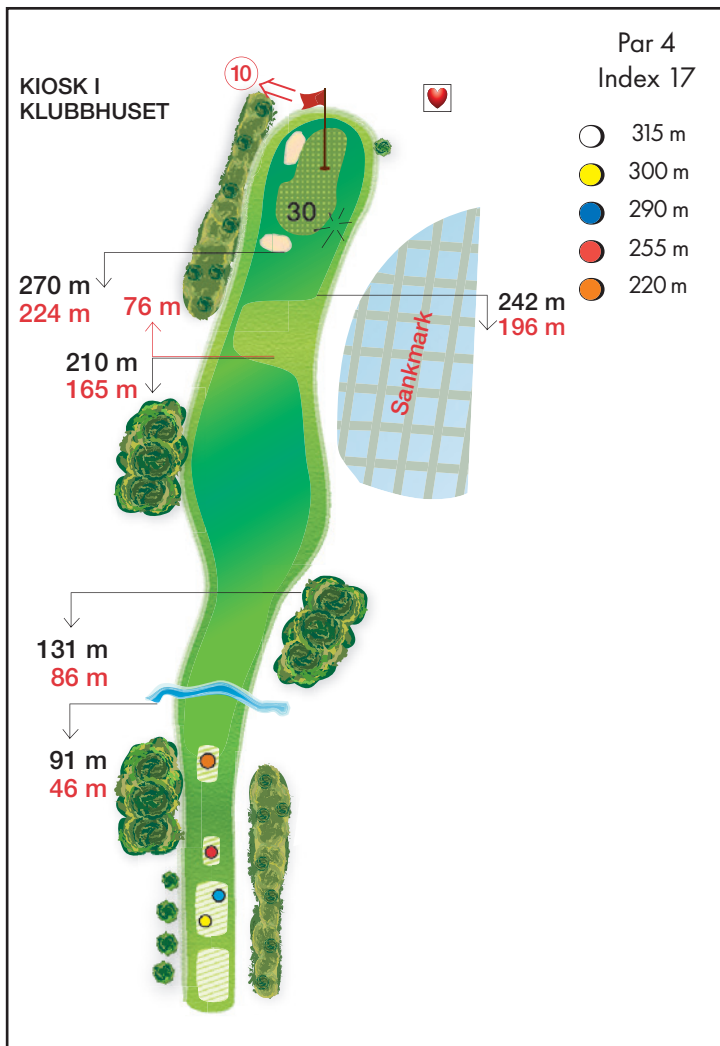 Par 4
Index 17
315 m
300 m
290 m
255 m
220 m
10
KIOSK I
KLUBBHUSET
30
270 m
224 m
76 m
242 m
196 m
210 m
165 m
Sankmark
131 m
86 m
91 m
46 m